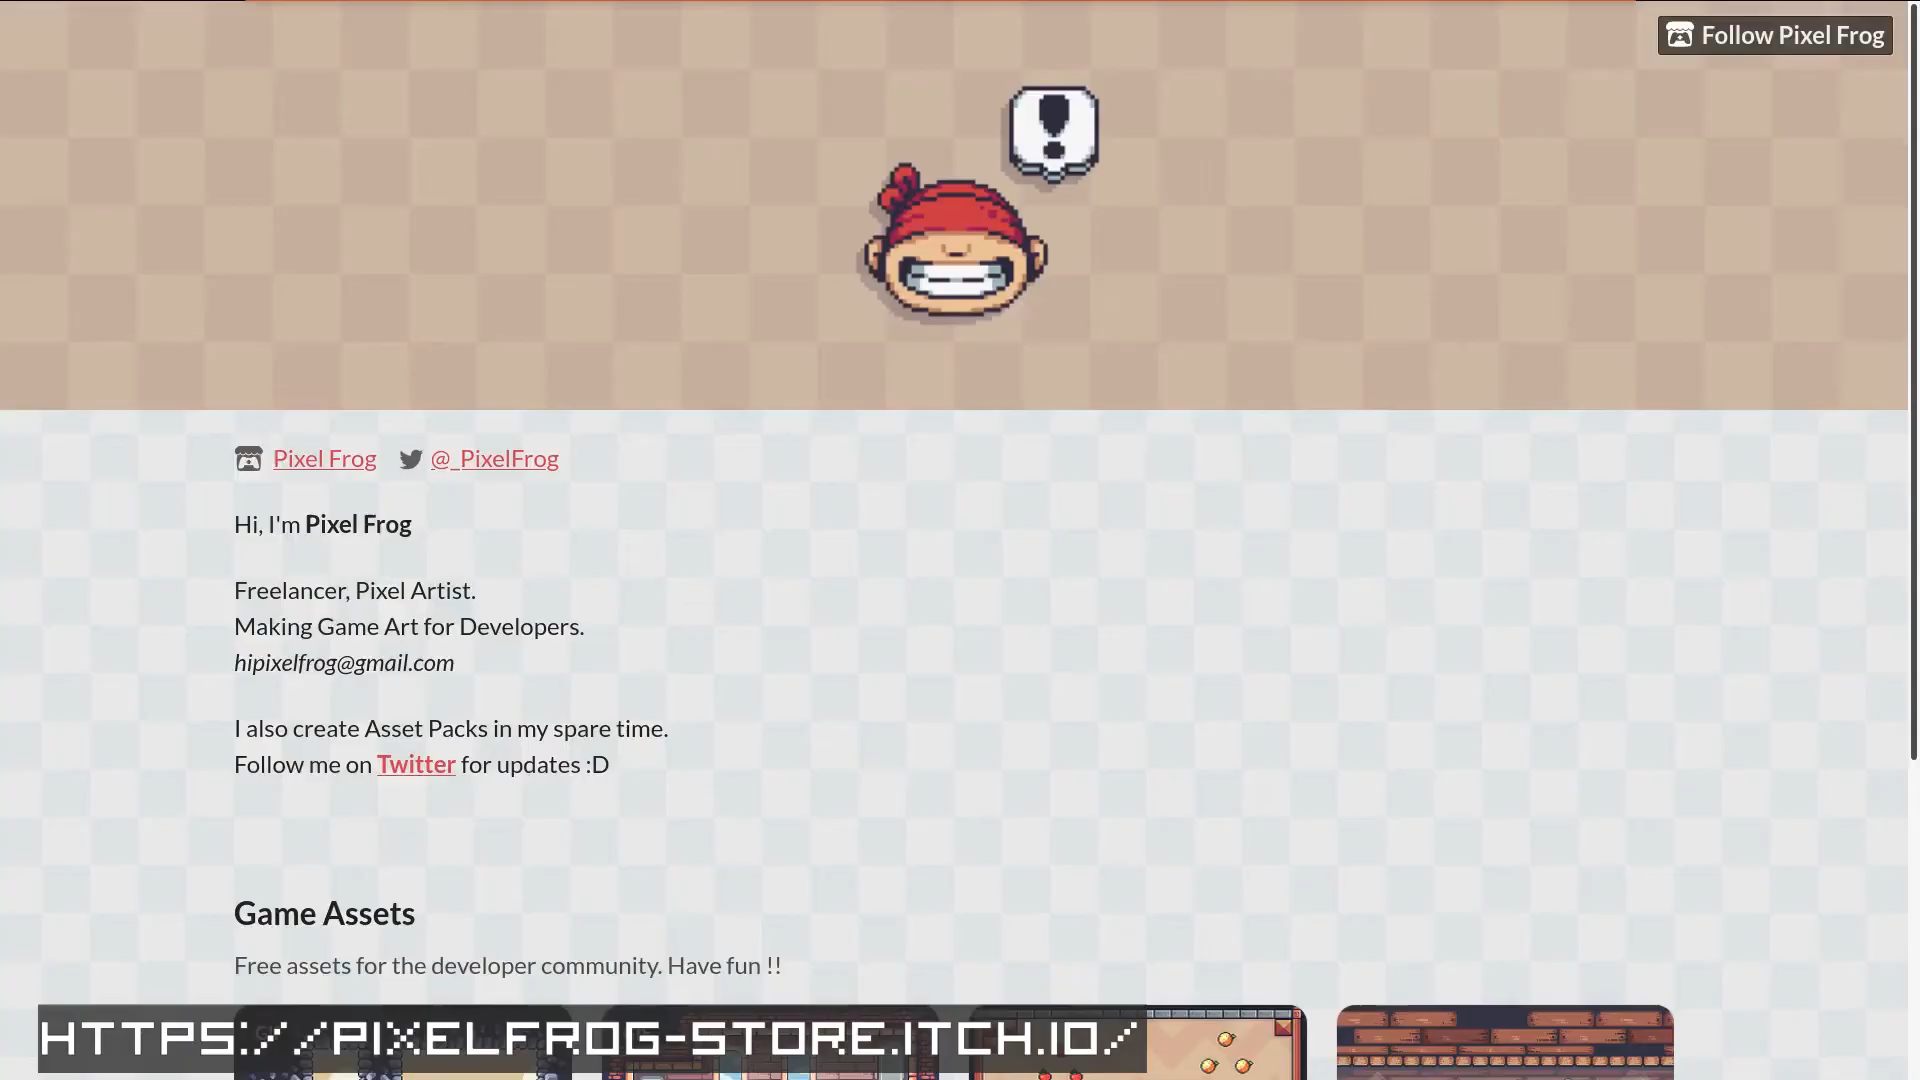 Follow Pixel Frog
!
Pixel Frog @_PixelFrog
Hi, I'm Pixel Frog
Freelancer, Pixel Artist.
Making Game Art for Developers.
hipixelfrog@gmail.com
I also create Asset Packs in my spare time.
Follow me on Twitter for updates :D
Game Assets
Free assets for the developer community. Have fun !!
HTTPS://PIXELFROG-STORE.ITCH.IO/